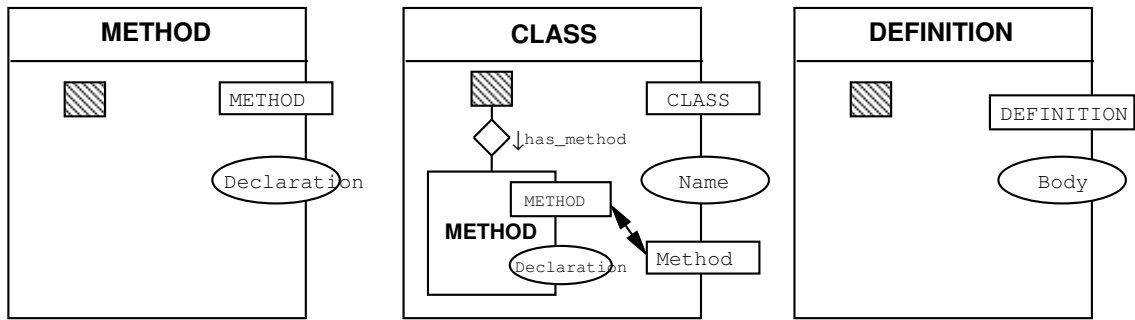 METHOD
METHOD
Declaration
CLASS
CLASS
↓has_method
Name
METHOD
METHOD
Declaration
Method
DEFINITION
DEFINITION
Body